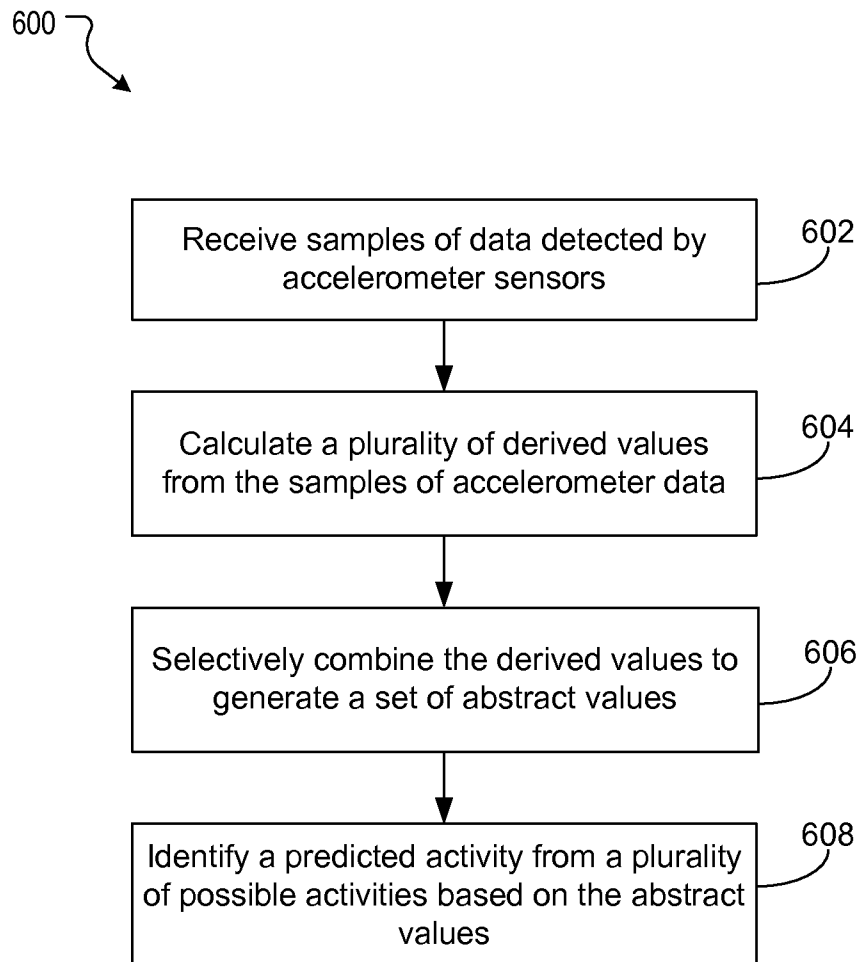 600
Receive samples of data detected by
accelerometer sensors
602
Calculate a plurality of derived values
from the samples of accelerometer data
604
Selectively combine the derived values to
generate a set of abstract values
606
Identify a predicted activity from a plurality
of possible activities based on the abstract
values
608